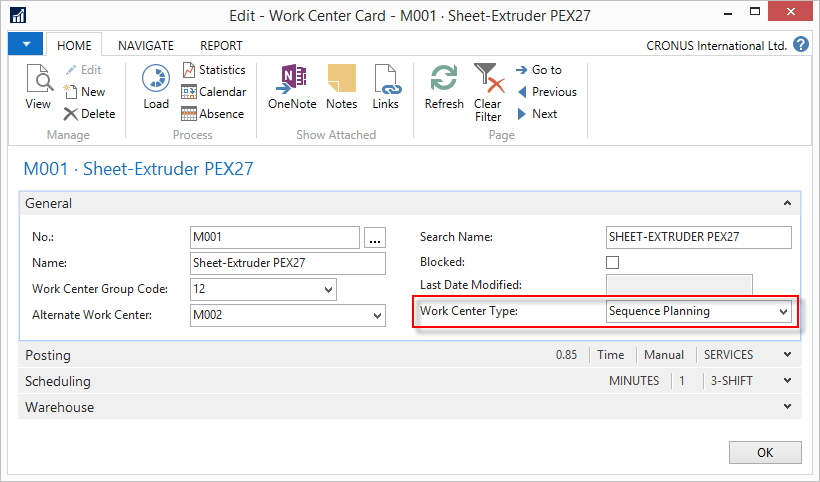 Edit - Work Center Card - M001 · Sheet-Extruder PEX27
HOME NAVIGATE REPORT CRONUS International Ltd. ?
View
Edit
New
Delete
Manage
Load
Statistics
Calendar
Absence
Process
OneNote Notes Links
Show Attached
Refresh Clear
Filter
Go to
Previous
Next
Page
M001 · Sheet-Extruder PEX27
General
No.: M001 ...
Name: Sheet-Extruder PEX27
Work Center Group Code: 12
Alternate Work Center: M002
Search Name: SHEET-EXTRUDER PEX27
Blocked:
Last Date Modified:
Work Center Type: Sequence Planning
Posting 0.85 Time Manual SERVICES
Scheduling MINUTES 1 3-SHIFT
Warehouse
OK